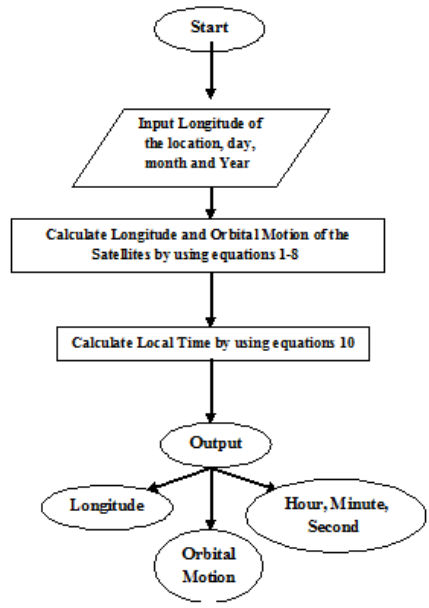 Start
Input Longitude of
the location, day,
month and Year
Calculate Longitude and Orbital Motion of the
Satellites by using equations 1-8
Calculate Local Time by using equations 10
Output
Longitude
Hour, Minute,
Second
Orbital
Motion